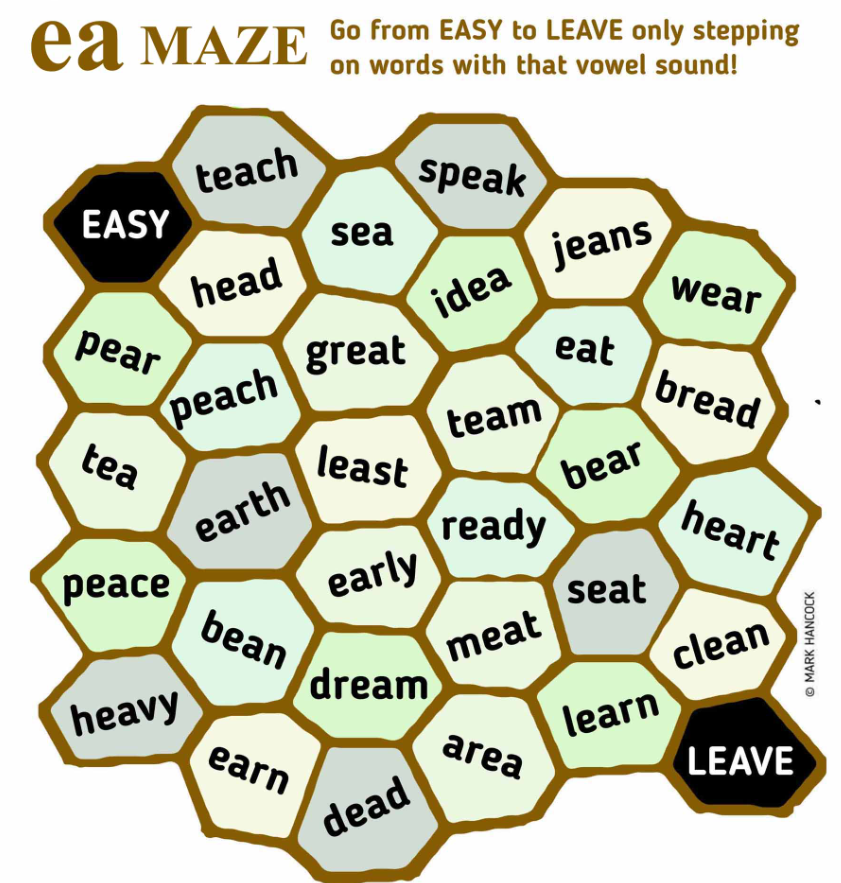 ea MAZE
Go from EASY to LEAVE only stepping
on words with that vowel sound!
teach
speak
EASY
sea
jeans
head
idea
wear
pear
great
eat
peach
team
bread
tea
least
bear
earth
ready
heart
peace
early
seat
bean
meat
clean
heavy
dream
learn
earn
area
LEAVE
dead
© MARK HANCOCK